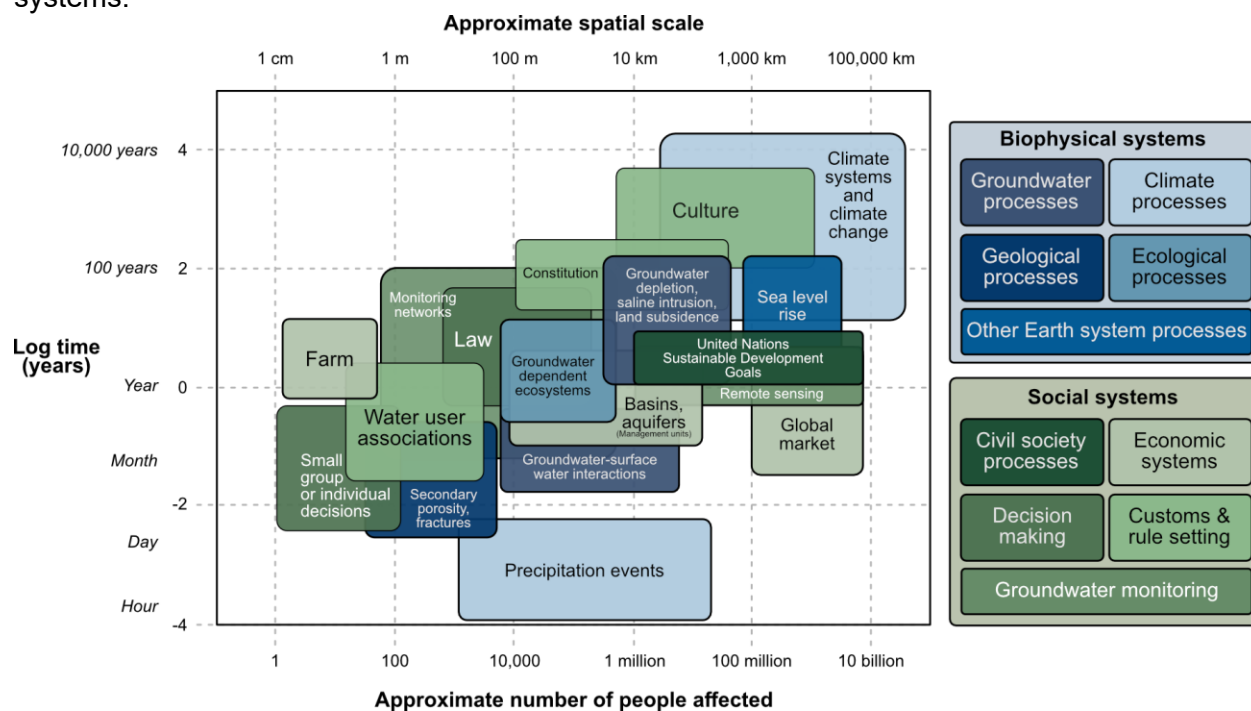 systems.
Approximate spatial scale
1 cm
1 m
100 m
10 km
1,000 km
100,000 km
10,000 years
4
100 years
2
Log time
(years)
Year
0
Month
-2
Day
Hour
-4
Climate
systems
and
climate
change
Culture
Constitution
Groundwater
depletion,
saline intrusion,
land subsidence
Sea level
rise
Monitoring
networks
Law
Farm
Groundwater
dependent
ecosystems
United Nations
Sustainable Development
Goals
Remote sensing
Water user
associations
Basins,
aquifers
(Management units)
Global
market
Small
group
or individual
decisions
Secondary
porosity,
fractures
Groundwater-surface
water interactions
Precipitation events
1
100
10,000
1 million
100 million
10 billion
Approximate number of people affected
Biophysical systems
Groundwater
processes
Climate
processes
Geological
processes
Ecological
processes
Other Earth system processes
Social systems
Civil society
processes
Economic
systems
Decision
making
Customs &
rule setting
Groundwater monitoring